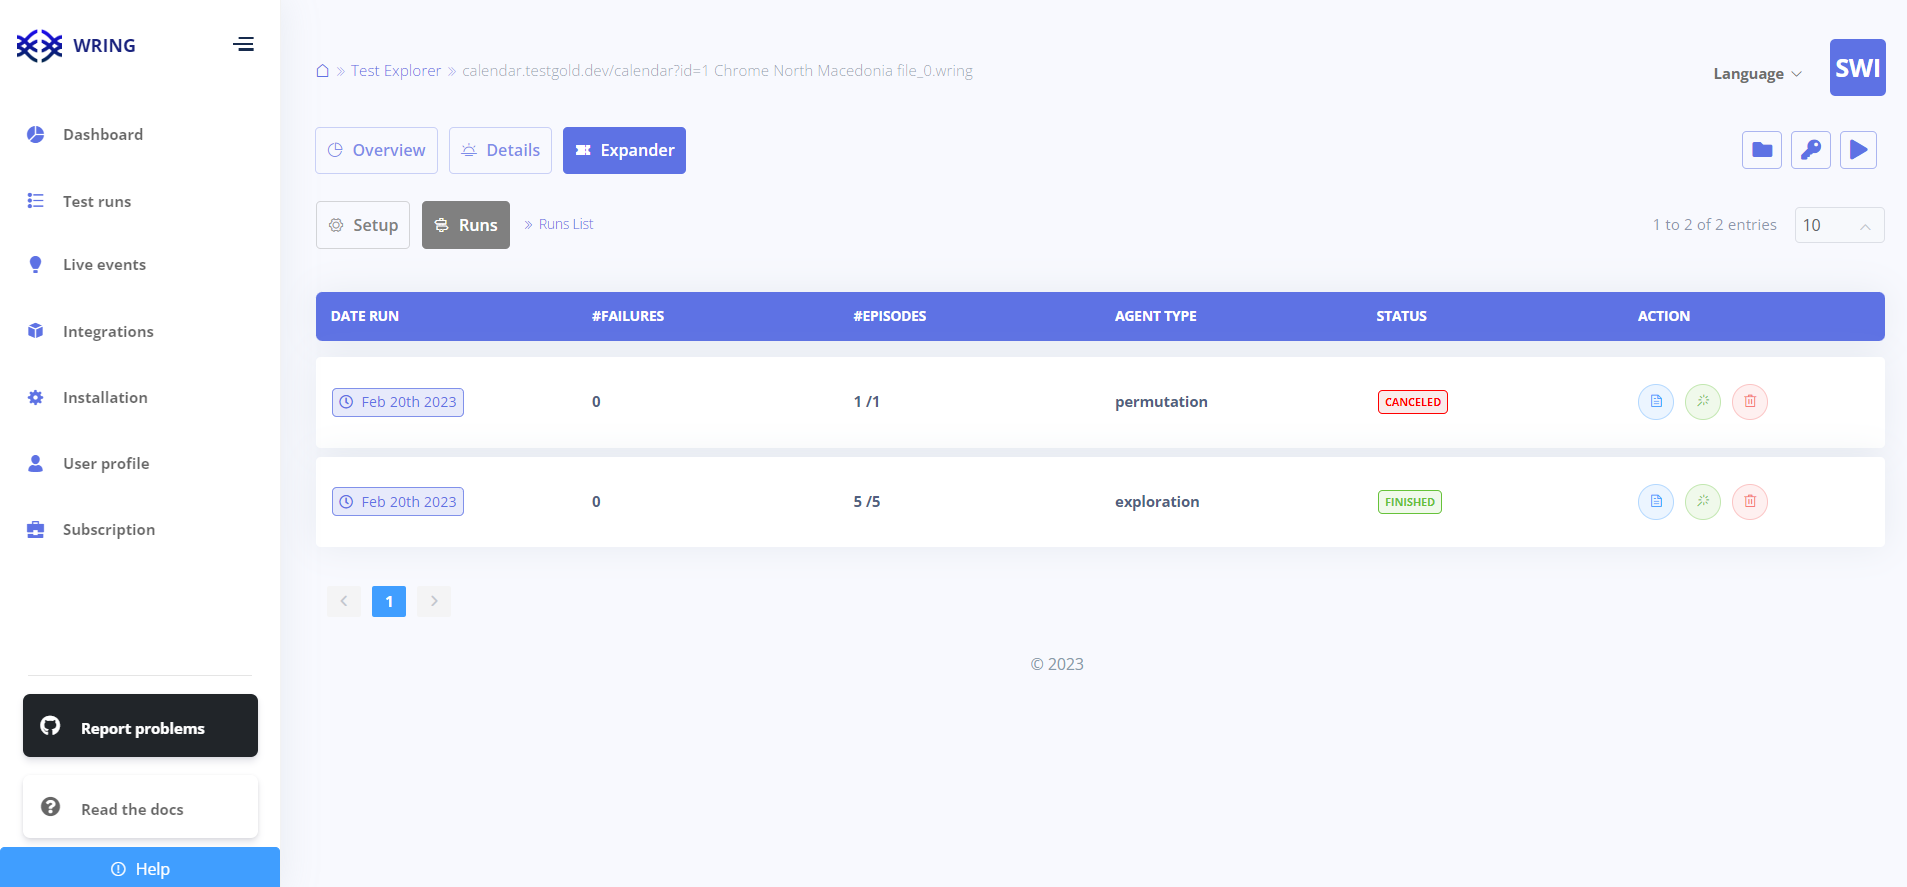 WRING
Dashboard
Test runs
Live events
Integrations
Installation
User profile
Subscription
Report problems
Read the docs
Help
Test Explorer » calendar.testgold.dev/calendar?id=1 Chrome North Macedonia file_0.wring
Language
SWI
Overview Details Expander
Setup Runs » Runs List
1 to 2 of 2 entries 10
DATE RUN #FAILURES #EPISODES AGENT TYPE STATUS ACTION
Feb 20th 2023 0 1 /1 permutation CANCELED
Feb 20th 2023 0 5 /5 exploration FINISHED
1
© 2023